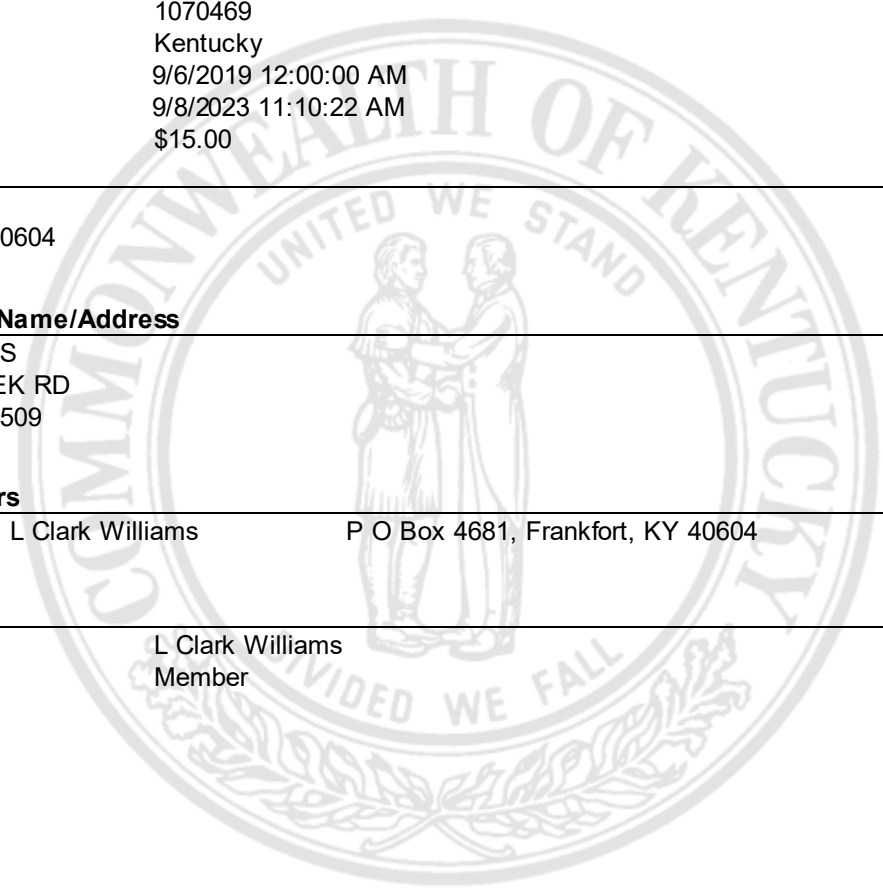 1070469
Kentucky
9/6/2019 12:00:00 AM
9/8/2023 11:10:22 AM
$15.00
0604
Name/Address
S
EK RD
509
rs
L Clark Williams P O Box 4681, Frankfort, KY 40604
L Clark Williams
Member
COMMONWEALTH OF KENTUCKY
UNITED WE STAND
DIVIDED WE FALL